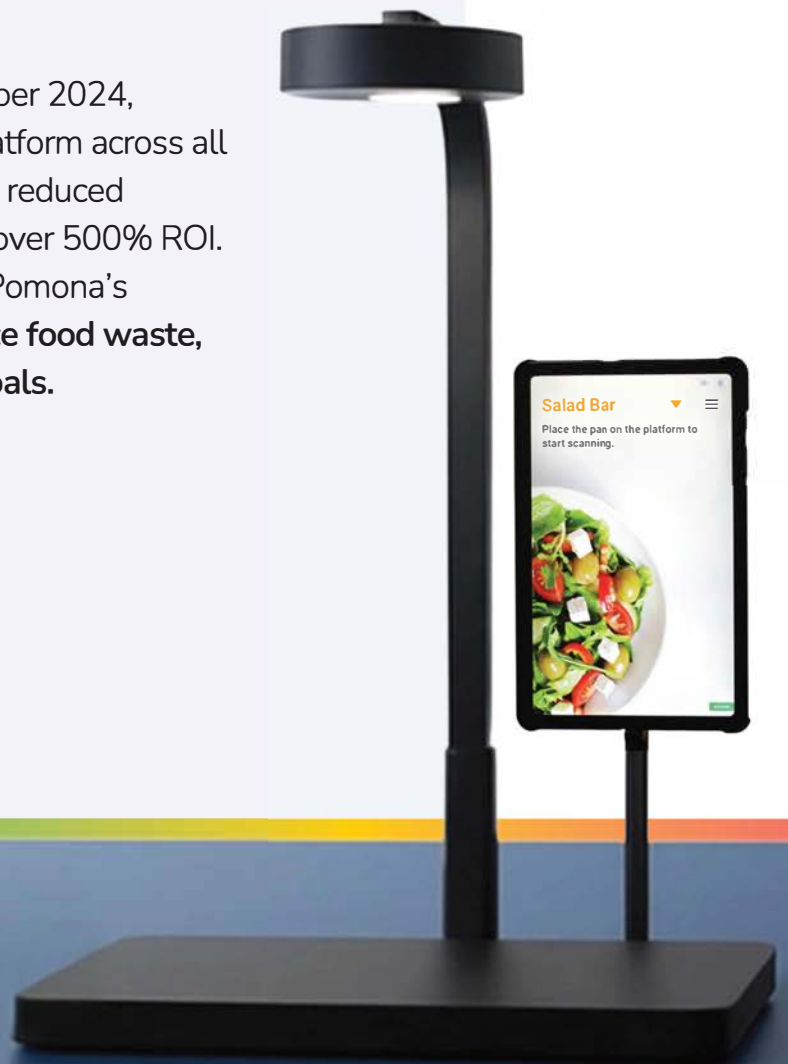 ber 2024,
atform across all
reduced
over 500% ROI.
Pomona's
ce food waste,
oals.
Salad Bar
Place the pan on the platform to
start scanning.